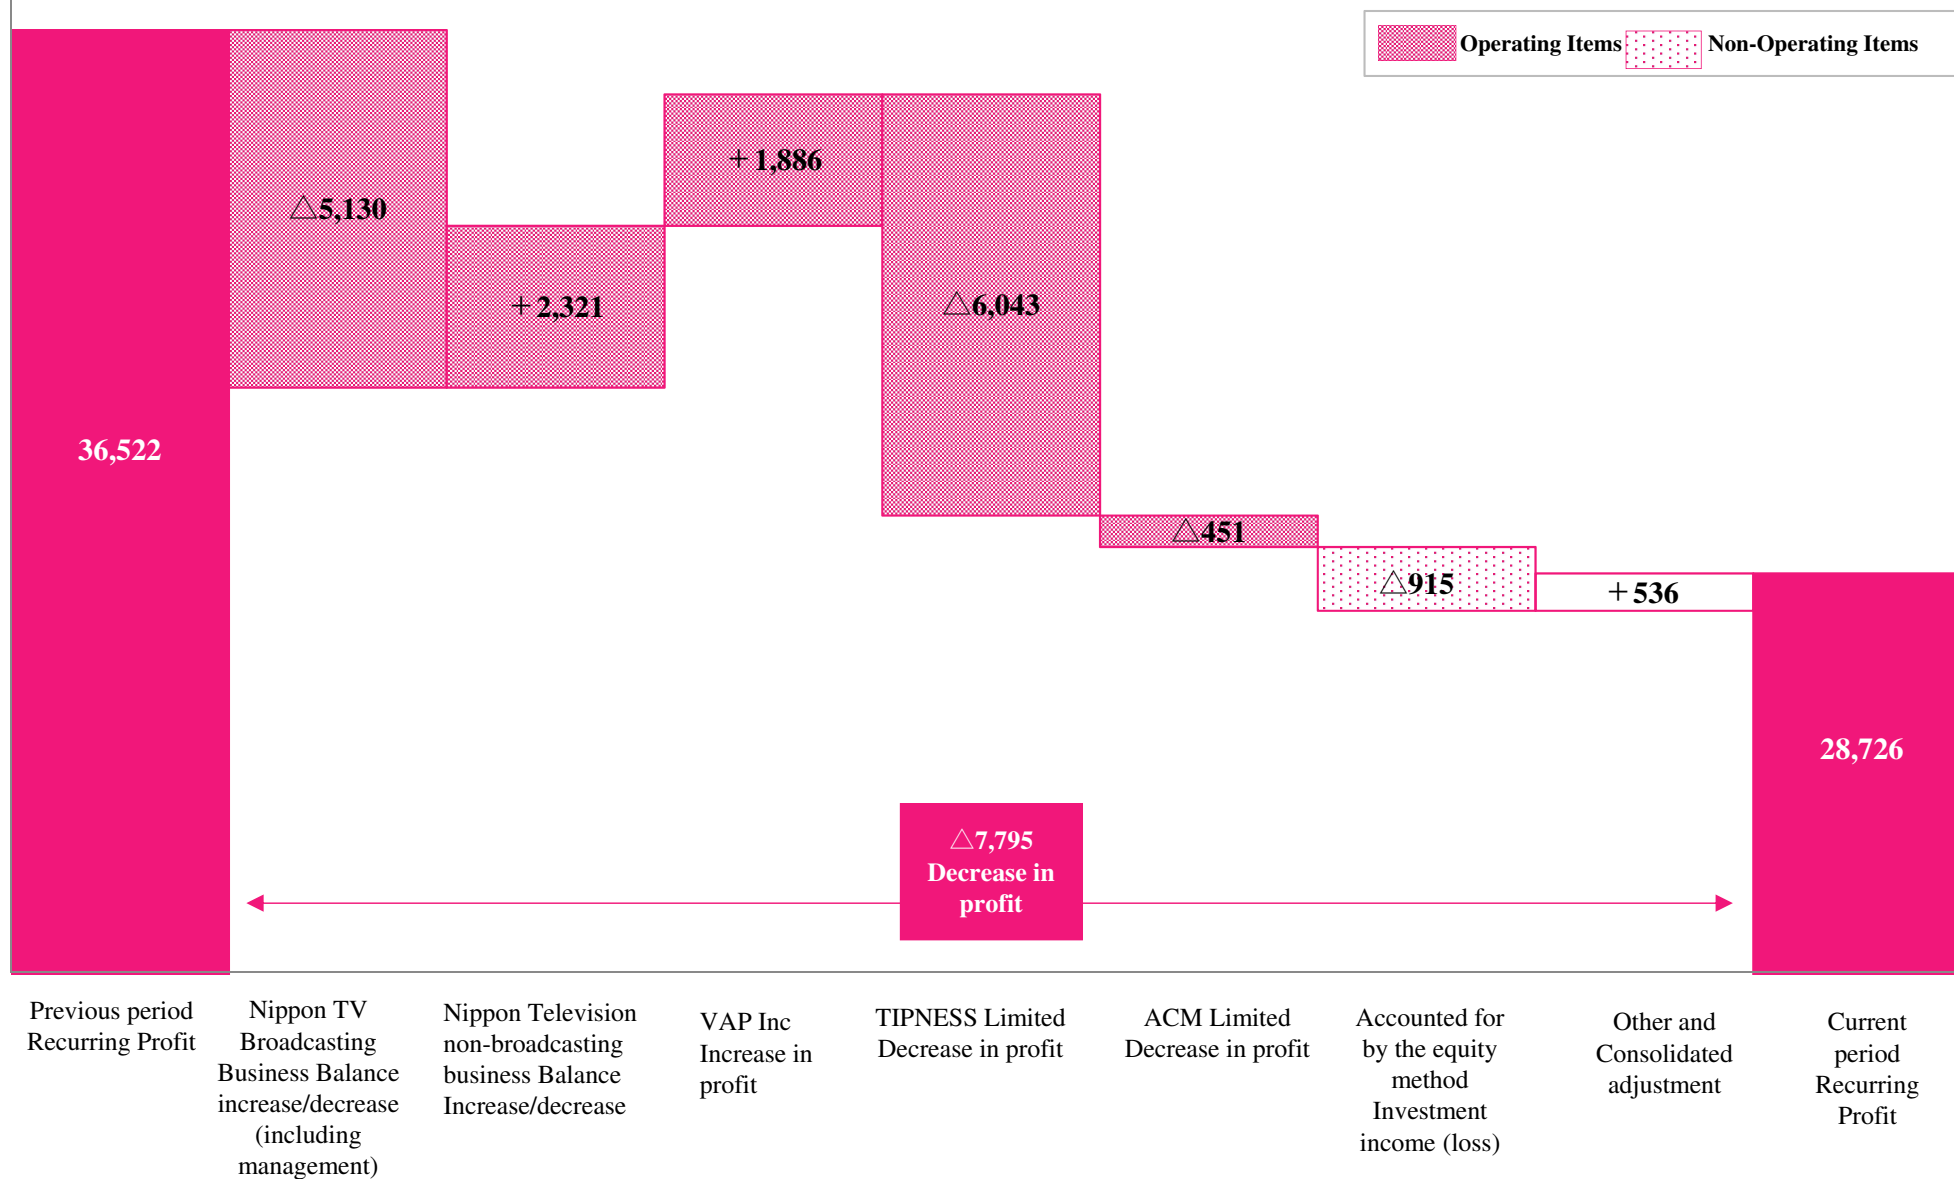 Operating Items
Non-Operating Items
+1,886
△5,130
+2,321
△6,043
36,522
△451
△915
+536
28,726
△7,795
Decrease in
profit
Previous period
Recurring Profit
Nippon TV
Broadcasting
Business Balance
increase/decrease
(including
management)
Nippon Television
non-broadcasting
business Balance
Increase/decrease
VAP Inc
Increase in
profit
TIPNESS Limited
Decrease in profit
ACM Limited
Decrease in profit
Accounted for
by the equity
method
Investment
income (loss)
Other and
Consolidated
adjustment
Current
period
Recurring
Profit